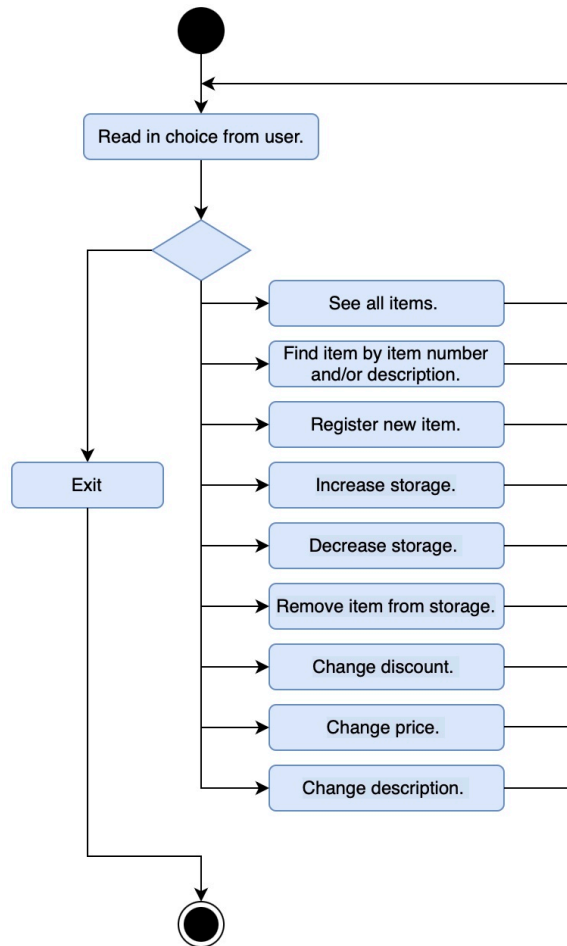 Read in choice from user.
See all items.
Find item by item number
and/or description.
Register new item.
Exit
Increase storage.
Decrease storage.
Remove item from storage.
Change discount.
Change price.
Change description.